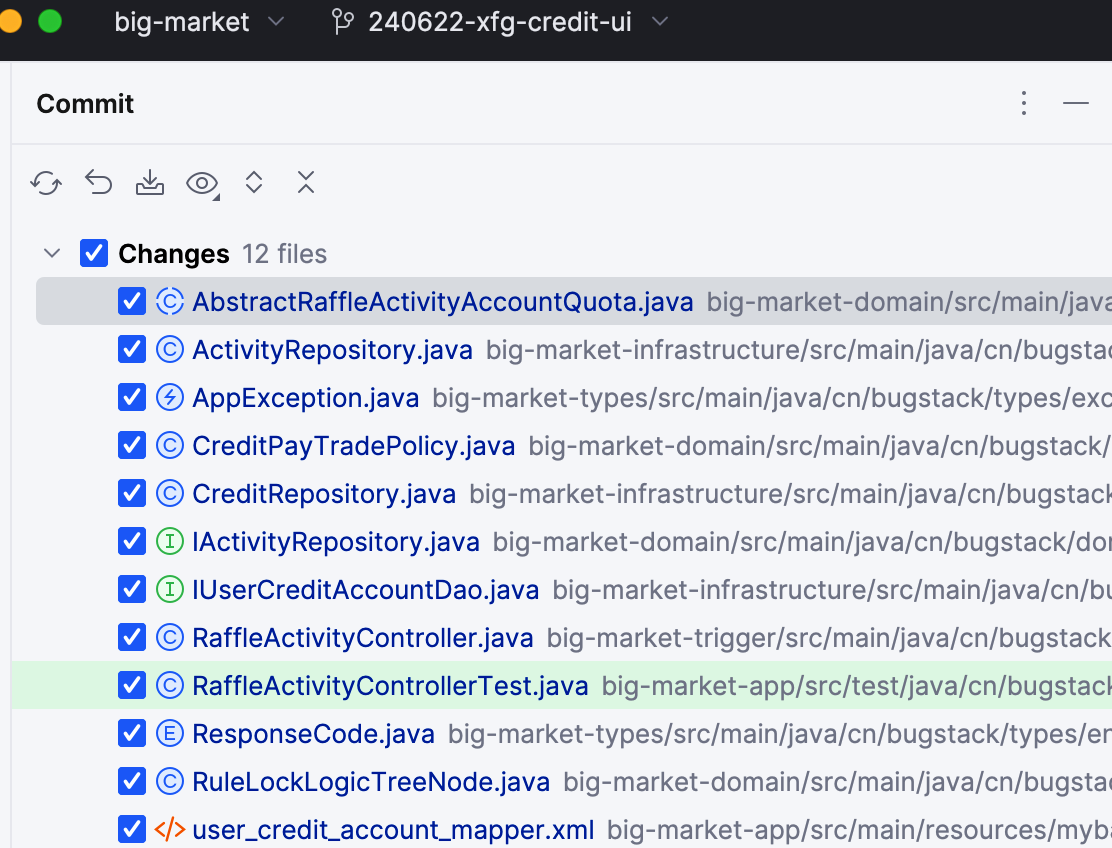 big-market 240622-xfg-credit-ui
Commit
Changes 12 files
AbstractRaffleActivityAccountQuota.java big-market-domain/src/main/java
ActivityRepository.java big-market-infrastructure/src/main/java/cn/bugstac
AppException.java big-market-types/src/main/java/cn/bugstack/types/exc
CreditPayTradePolicy.java big-market-domain/src/main/java/cn/bugstack/
CreditRepository.java big-market-infrastructure/src/main/java/cn/bugstack
IActivityRepository.java big-market-domain/src/main/java/cn/bugstack/dor
IUserCreditAccountDao.java big-market-infrastructure/src/main/java/cn/bu
RaffleActivityController.java big-market-trigger/src/main/java/cn/bugstack
RaffleActivityControllerTest.java big-market-app/src/test/java/cn/bugstack
ResponseCode.java big-market-types/src/main/java/cn/bugstack/types/en
RuleLockLogicTreeNode.java big-market-domain/src/main/java/cn/bugstac
user_credit_account_mapper.xml big-market-app/src/main/resources/myba